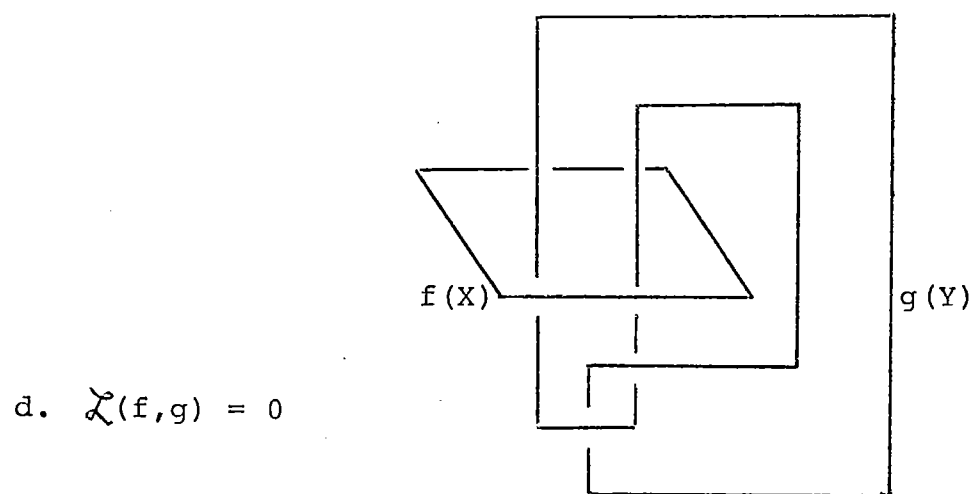 f(X)
g(Y)
d. ℒ(f,g) = 0